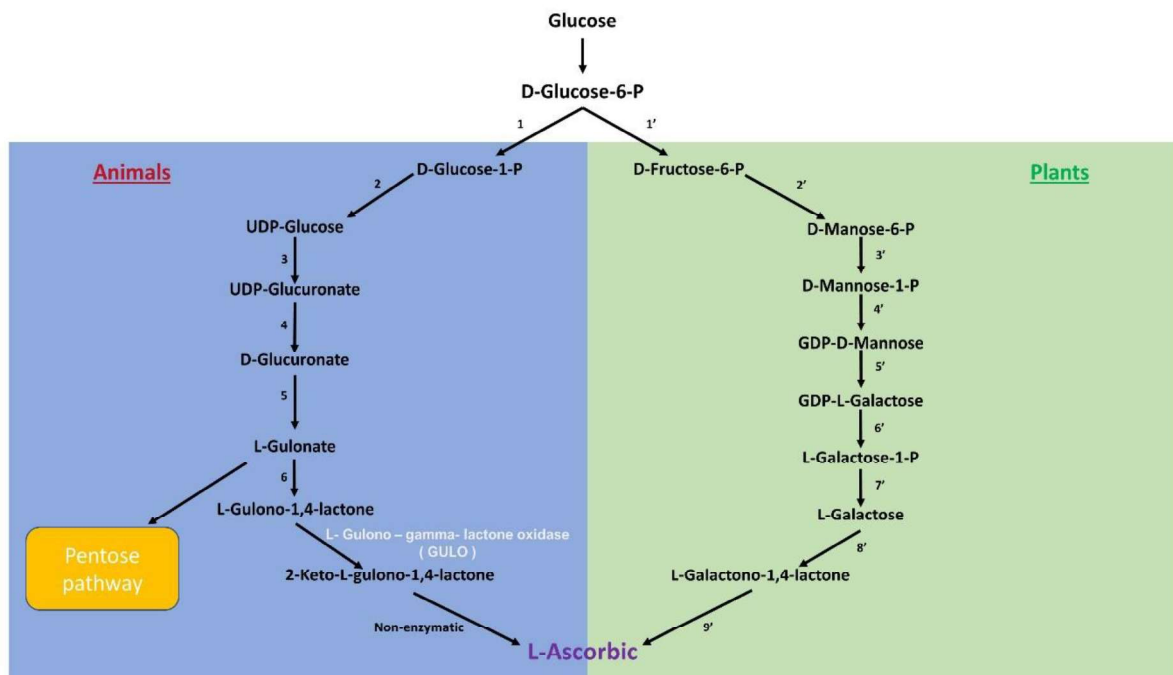 Glucose
D-Glucose-6-P
1
1'
Animals
Plants
D-Glucose-1-P
D-Fructose-6-P
2
2'
UDP-Glucose
D-Manose-6-P
3
3'
UDP-Glucuronate
D-Mannose-1-P
4
4'
D-Glucuronate
GDP-D-Mannose
5
5'
GDP-L-Galactose
6'
L-Gulonate
L-Galactose-1-P
6
7'
L-Gulono-1,4-lactone
L-Galactose
L- Gulono – gamma- lactone oxidase
( GULO )
8'
Pentose
pathway
2-Keto-L-gulono-1,4-lactone
L-Galactono-1,4-lactone
Non-enzymatic
9'
L-Ascorbic